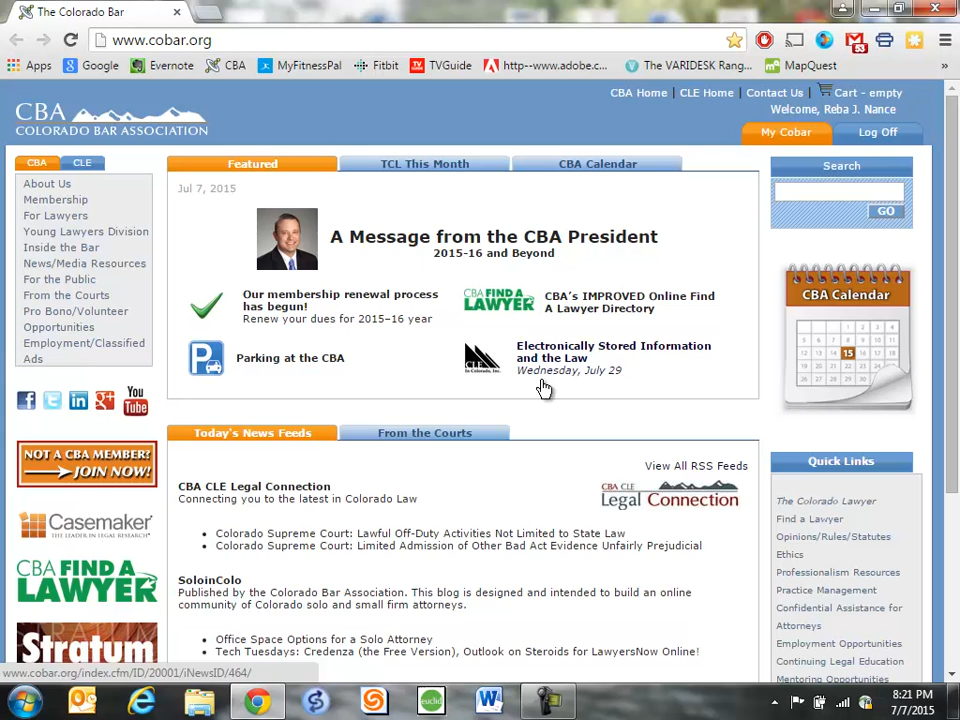 The Colorado Bar
www.cobar.org
53
Apps Google Evernote CBA MyFitnessPal Fitbit TVGuide http--www.adobe.c... The VARIDESK Rang... MapQuest »
CBA Home | CLE Home | Contact Us | Cart - empty
Welcome, Reba J. Nance
My Cobar Log Off
CBA
COLORADO BAR ASSOCIATION
CBA CLE
About Us
Membership
For Lawyers
Young Lawyers Division
Inside the Bar
News/Media Resources
For the Public
From the Courts
Pro Bono/Volunteer
Opportunities
Employment/Classified
Ads
You
Tube
NOT A CBA MEMBER?
JOIN NOW!
Casemaker
THE LEADER IN LEGAL RESEARCH
CBA FIND A
LAWYER
Stratum
Featured TCL This Month CBA Calendar
Jul 7, 2015
A Message from the CBA President
2015-16 and Beyond
Our membership renewal process
has begun!
Renew your dues for 2015–16 year
CBA FIND A
LAWYER
CBA's IMPROVED Online Find
A Lawyer Directory
Parking at the CBA
CLE
In Colorado, Inc.
Electronically Stored Information
and the Law
Wednesday, July 29
Today's News Feeds From the Courts
View All RSS Feeds
CBA CLE Legal Connection
Connecting you to the latest in Colorado Law
CBA CLE
Legal Connection
• Colorado Supreme Court: Lawful Off-Duty Activities Not Limited to State Law
• Colorado Supreme Court: Limited Admission of Other Bad Act Evidence Unfairly Prejudicial
SoloinColo
Published by the Colorado Bar Association. This blog is designed and intended to build an online
community of Colorado solo and small firm attorneys.
• Office Space Options for a Solo Attorney
• Tech Tuesdays: Credenza (the Free Version), Outlook on Steroids for LawyersNow Online!
Search
GO
CBA Calendar
15
Quick Links
The Colorado Lawyer
Find a Lawyer
Opinions/Rules/Statutes
Ethics
Professionalism Resources
Practice Management
Confidential Assistance for
Attorneys
Employment Opportunities
Continuing Legal Education
Mentoring Opportunities
www.cobar.org/index.cfm/ID/20001/iNewsID/464/
euclid
8:21 PM
7/7/2015